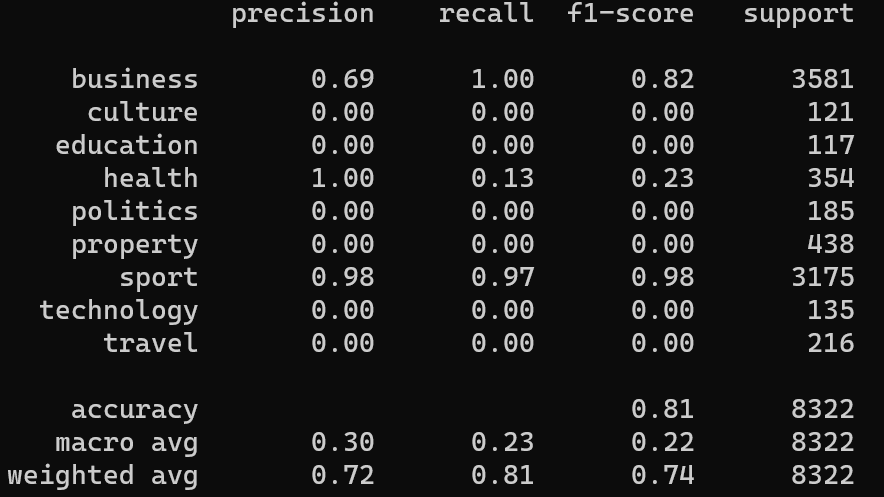 precision recall f1-score support
business 0.69 1.00 0.82 3581
culture 0.00 0.00 0.00 121
education 0.00 0.00 0.00 117
health 1.00 0.13 0.23 354
politics 0.00 0.00 0.00 185
property 0.00 0.00 0.00 438
sport 0.98 0.97 0.98 3175
technology 0.00 0.00 0.00 135
travel 0.00 0.00 0.00 216
accuracy 0.81 8322
macro avg 0.30 0.23 0.22 8322
weighted avg 0.72 0.81 0.74 8322